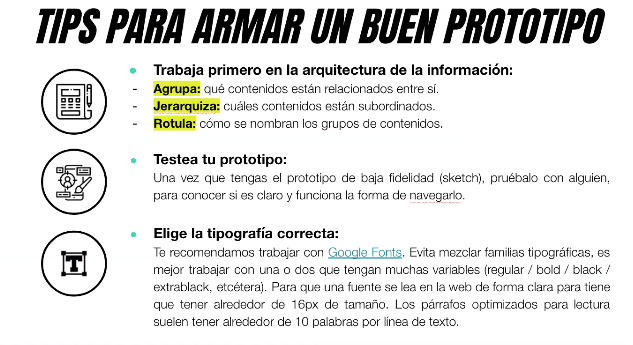 TIPS PARA ARMAR UN BUEN PROTOTIPO
● Trabaja primero en la arquitectura de la información:
- Agrupa: qué contenidos están relacionados entre sí.
- Jerarquiza: cuáles contenidos están subordinados.
- Rotula: cómo se nombran los grupos de contenidos.
● Testea tu prototipo:
Una vez que tengas el prototipo de baja fidelidad (sketch), pruébalo con alguien,
para conocer si es claro y funciona la forma de navegarlo.
● Elige la tipografía correcta:
Te recomendamos trabajar con Google Fonts. Evita mezclar familias tipográficas, es
mejor trabajar con una o dos que tengan muchas variables (regular / bold / black /
extrablack, etcétera). Para que una fuente se lea en la web de forma clara para tiene
que tener alrededor de 16px de tamaño. Los párrafos optimizados para lectura
suelen tener alrededor de 10 palabras por línea de texto.
T